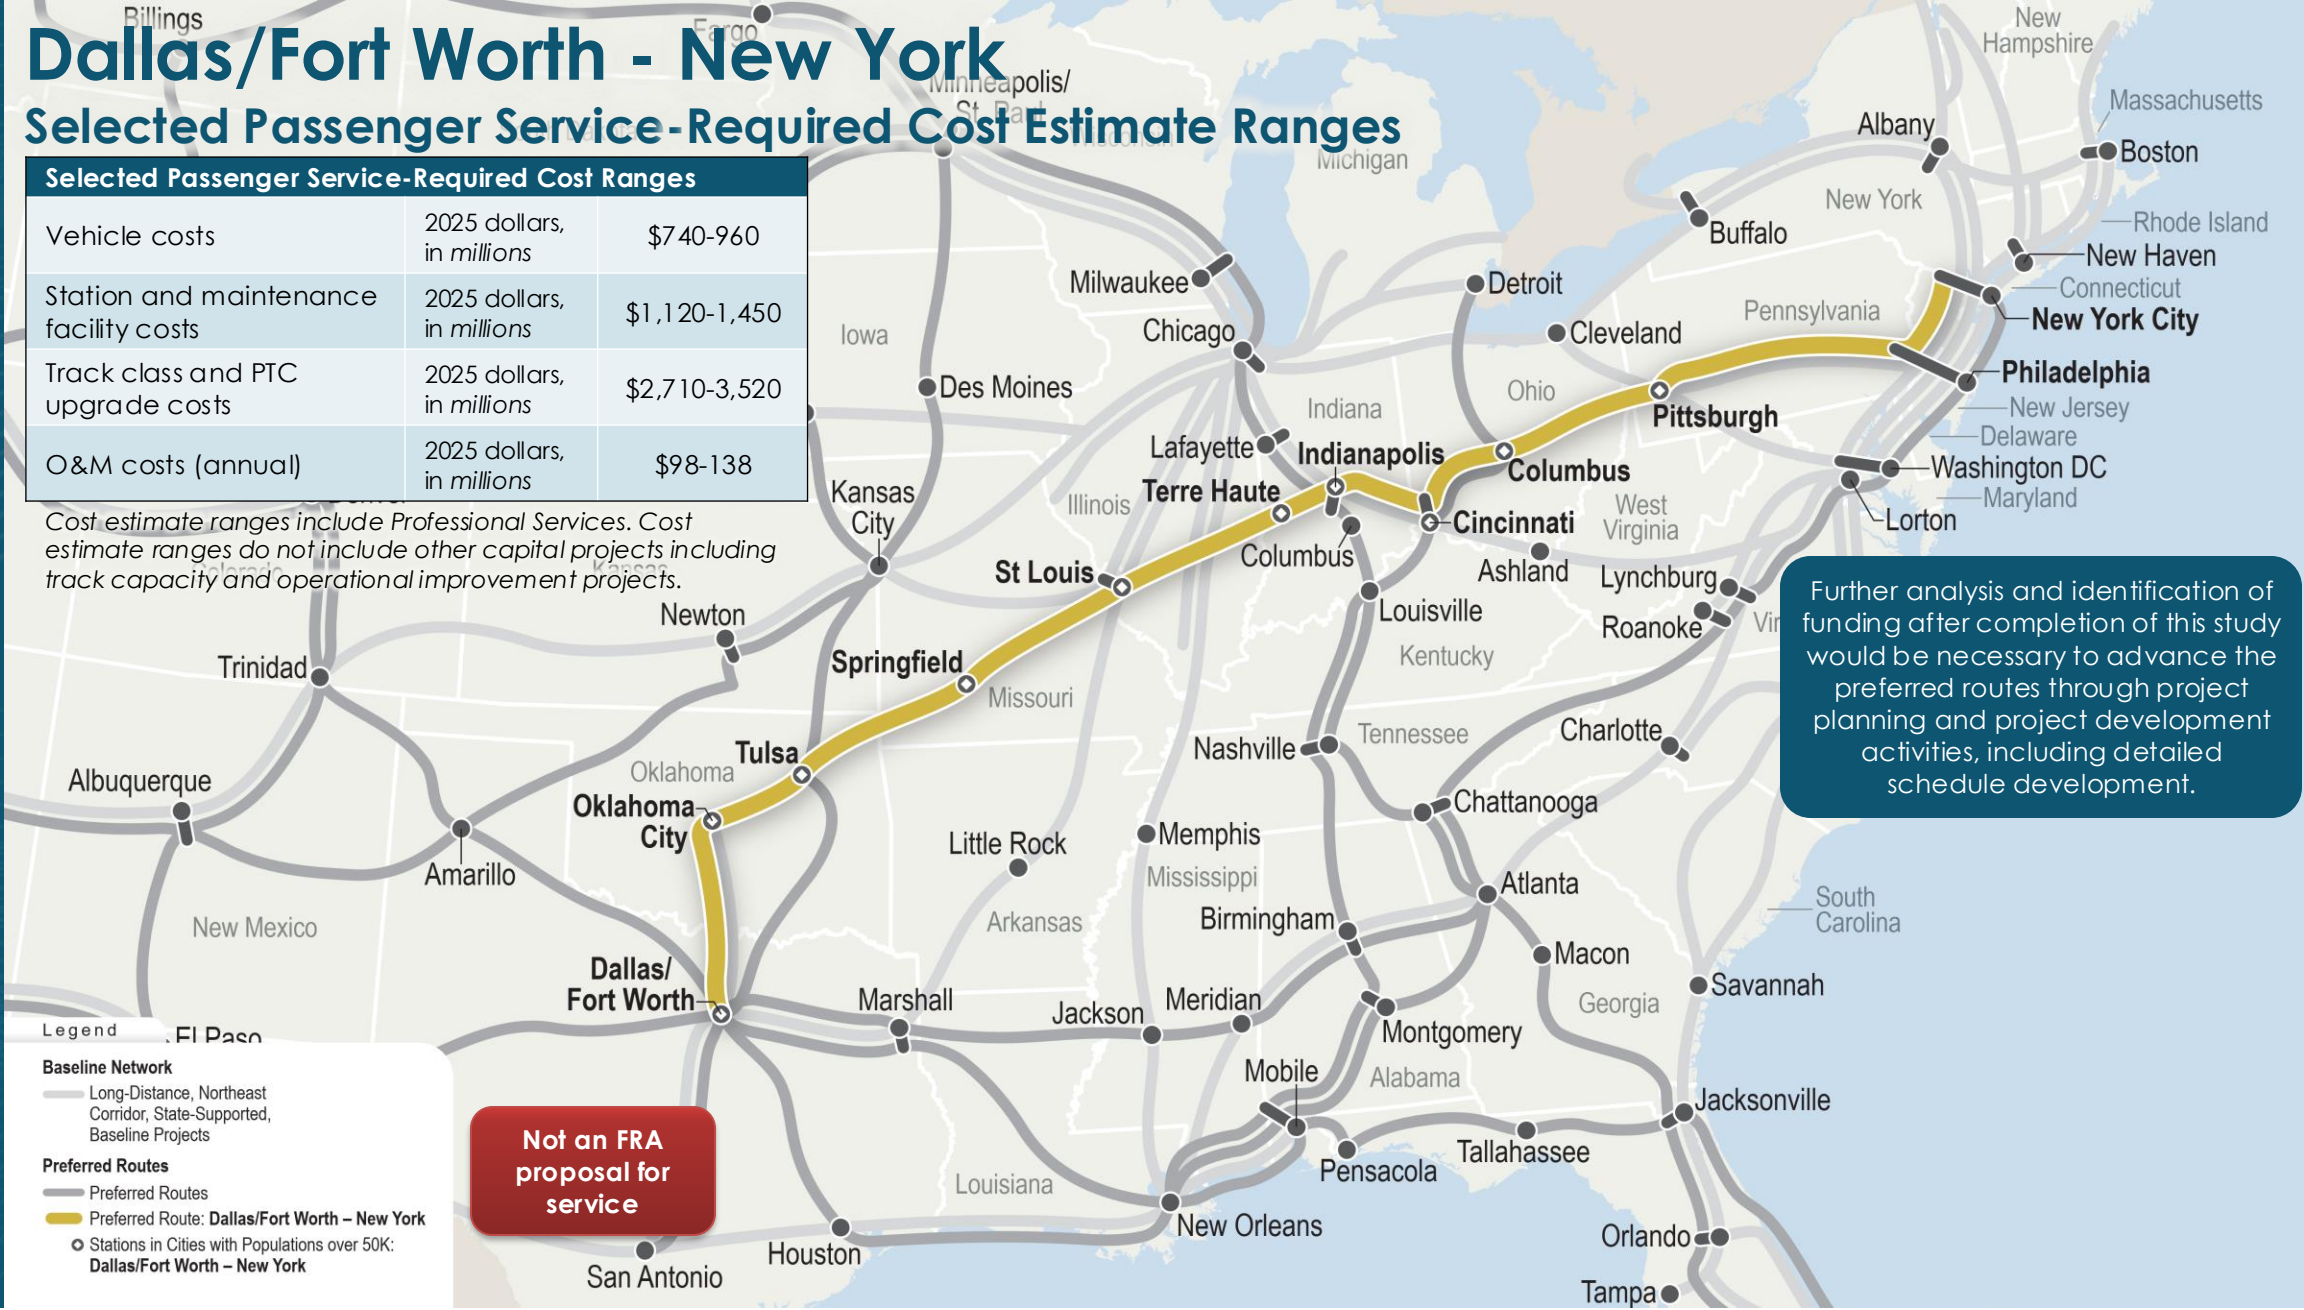 Billings
Fargo
Dallas/Fort Worth - New York
Minneapolis/
St. Paul
Selected Passenger Service-Required Cost Estimate Ranges
Wisconsin
Selected Passenger Service-Required Cost Ranges
Vehicle costs
2025 dollars,
in millions
$740-960
Station and maintenance
facility costs
2025 dollars,
in millions
$1,120-1,450
Track class and PTC
upgrade costs
2025 dollars,
in millions
$2,710-3,520
O&M costs (annual)
2025 dollars,
in millions
$98-138
Cost estimate ranges include Professional Services. Cost
estimate ranges do not include other capital projects including
track capacity and operational improvement projects.
Colorado
Kansas
New
Hampshire
Massachusetts
Albany
Boston
Michigan
New York
Rhode Island
Buffalo
New Haven
Connecticut
Milwaukee
Detroit
Chicago
Cleveland
Pennsylvania
New York City
Iowa
Philadelphia
Des Moines
Indiana
Ohio
Pittsburgh
New Jersey
Delaware
Lafayette
Indianapolis
Columbus
Washington DC
Maryland
Kansas
City
Illinois
Terre Haute
Cincinnati
West
Virginia
Lorton
Columbus
St Louis
Ashland
Lynchburg
Newton
Louisville
Roanoke
Vir
Trinidad
Springfield
Missouri
Kentucky
Further analysis and identification of
funding after completion of this study
would be necessary to advance the
preferred routes through project
planning and project development
activities, including detailed
schedule development.
Tulsa
Oklahoma
Nashville
Tennessee
Charlotte
Albuquerque
Oklahoma
City
Chattanooga
Amarillo
Little Rock
Memphis
Mississippi
Atlanta
New Mexico
Arkansas
Birmingham
South
Carolina
Macon
Dallas/
Fort Worth
Marshall
Jackson
Meridian
Georgia
Savannah
Montgomery
El Paso
Mobile
Alabama
Jacksonville
Legend
Baseline Network
Long-Distance, Northeast
Corridor, State-Supported,
Baseline Projects
Preferred Routes
Preferred Routes
Preferred Route: Dallas/Fort Worth – New York
Stations in Cities with Populations over 50K:
Dallas/Fort Worth – New York
Not an FRA
proposal for
service
Louisiana
Pensacola
Tallahassee
New Orleans
Houston
San Antonio
Orlando
Tampa